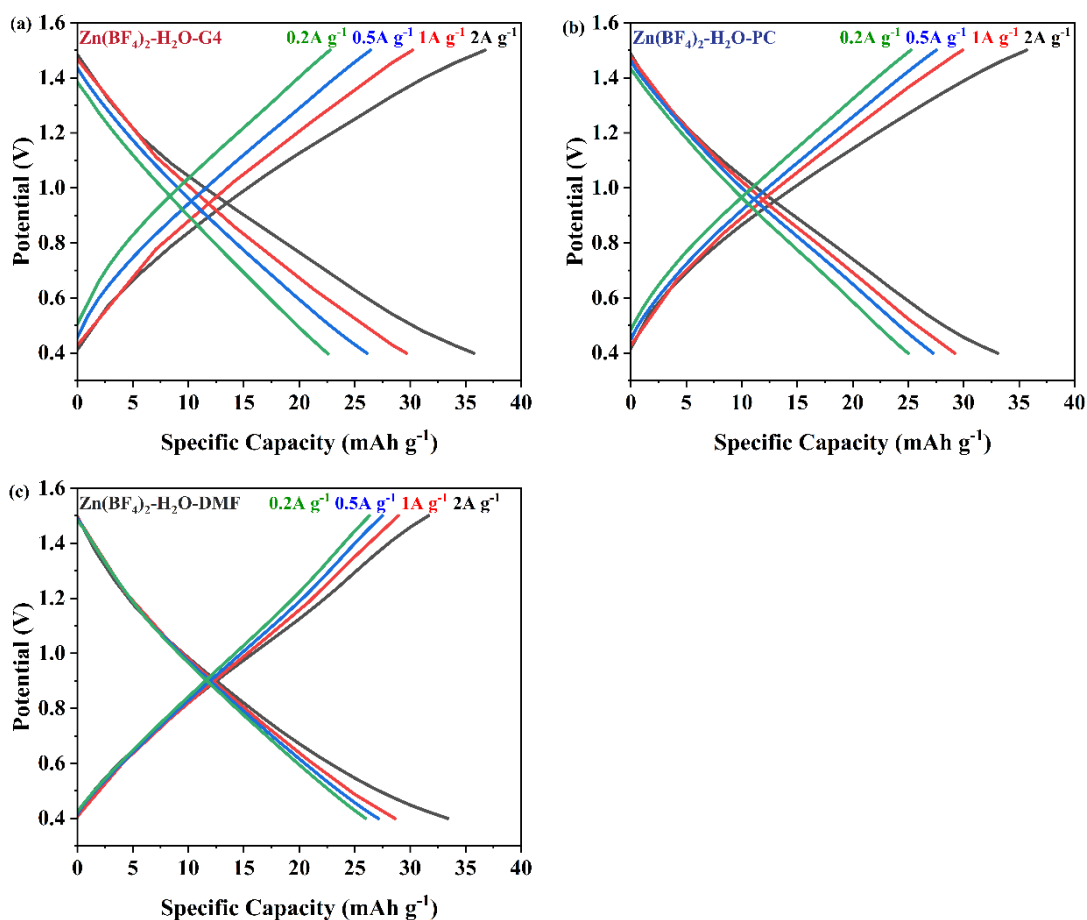 (a)
Zn(BF₄)₂-H₂O-G4 0.2A g⁻¹ 0.5A g⁻¹ 1A g⁻¹ 2A g⁻¹
1.6
1.4
1.2
1.0
0.8
0.6
0.4
Potential (V)
0 5 10 15 20 25 30 35 40
Specific Capacity (mAh g⁻¹)
(b)
Zn(BF₄)₂-H₂O-PC 0.2A g⁻¹ 0.5A g⁻¹ 1A g⁻¹ 2A g⁻¹
1.6
1.4
1.2
1.0
0.8
0.6
0.4
Potential (V)
0 5 10 15 20 25 30 35 40
Specific Capacity (mAh g⁻¹)
(c)
Zn(BF₄)₂-H₂O-DMF 0.2A g⁻¹ 0.5A g⁻¹ 1A g⁻¹ 2A g⁻¹
1.6
1.4
1.2
1.0
0.8
0.6
0.4
Potential (V)
0 5 10 15 20 25 30 35 40
Specific Capacity (mAh g⁻¹)